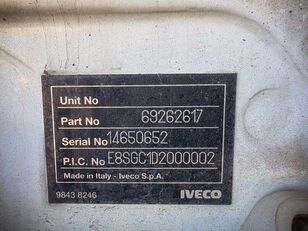 Unit No
Part No 69262617
Serial No 14650652
P.I.C. No E8SGC1D2000002
Made in Italy - Iveco S.p.A.
9843 8246 IVECO